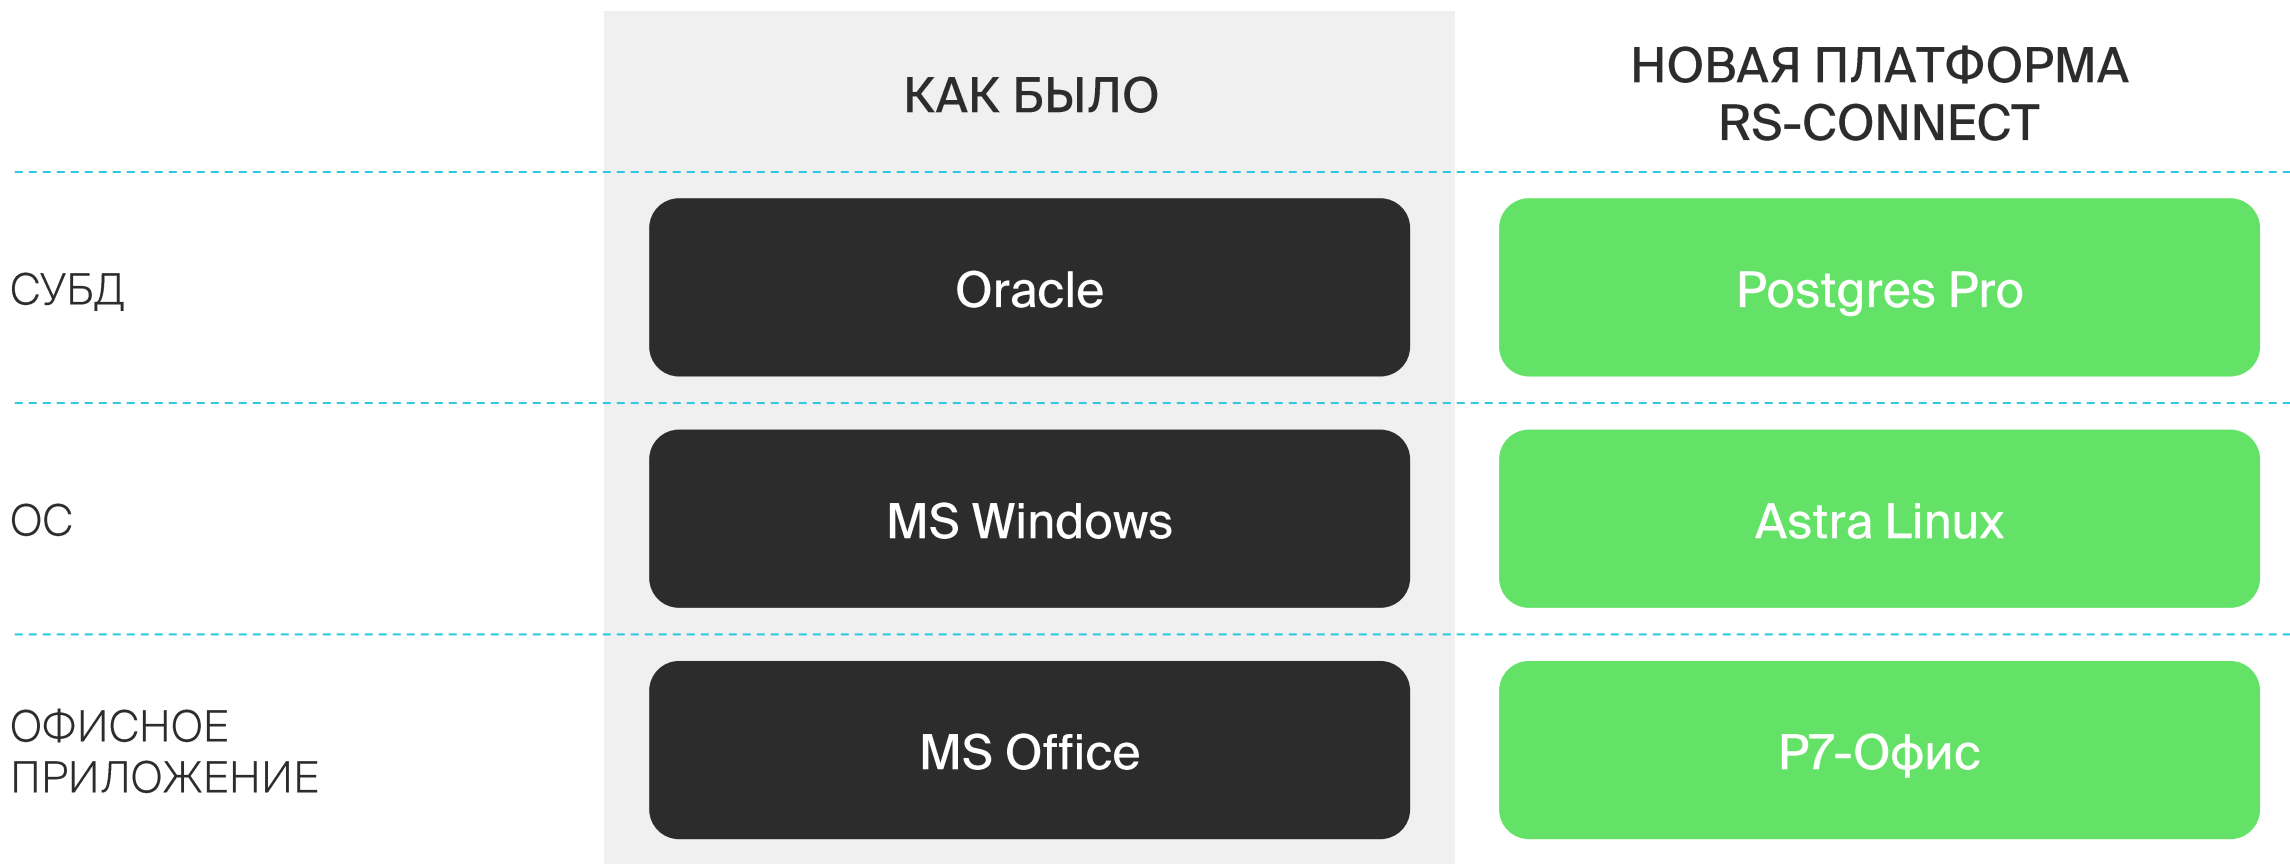 КАК БЫЛО
НОВАЯ ПЛАТФОРМА
RS-CONNECT
СУБД
Oracle
Postgres Pro
ОС
MS Windows
Astra Linux
ОФИСНОЕ
ПРИЛОЖЕНИЕ
MS Office
Р7-Офис